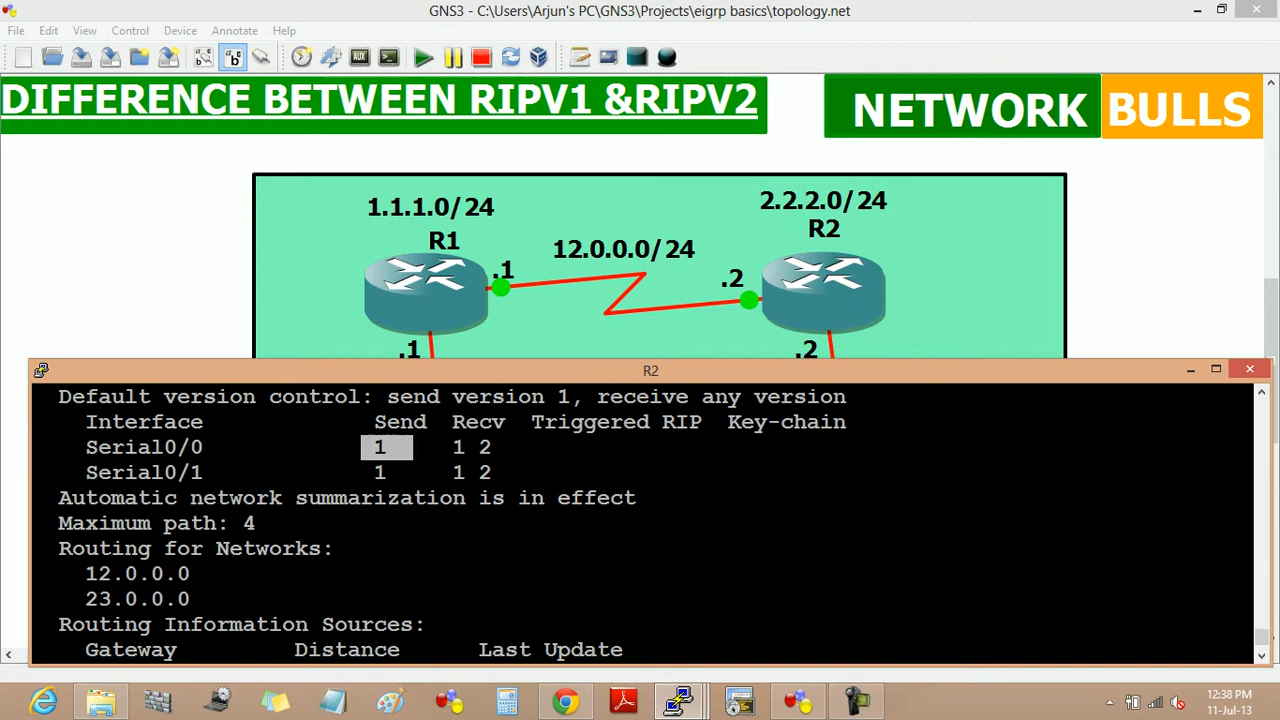 GNS3 - C:\Users\Arjun's PC\GNS3\Projects\eigrp basics\topology.net
File Edit View Control Device Annotate Help
DIFFERENCE BETWEEN RIPV1 &RIPV2
NETWORK BULLS
1.1.1.0/24
2.2.2.0/24
R1
R2
12.0.0.0/24
.1
.2
.1
.2
R2
Default version control: send version 1, receive any version
Interface Send Recv Triggered RIP Key-chain
Serial0/0 1 1 2
Serial0/1 1 1 2
Automatic network summarization is in effect
Maximum path: 4
Routing for Networks:
12.0.0.0
23.0.0.0
Routing Information Sources:
Gateway Distance Last Update
12:38 PM
11-Jul-13